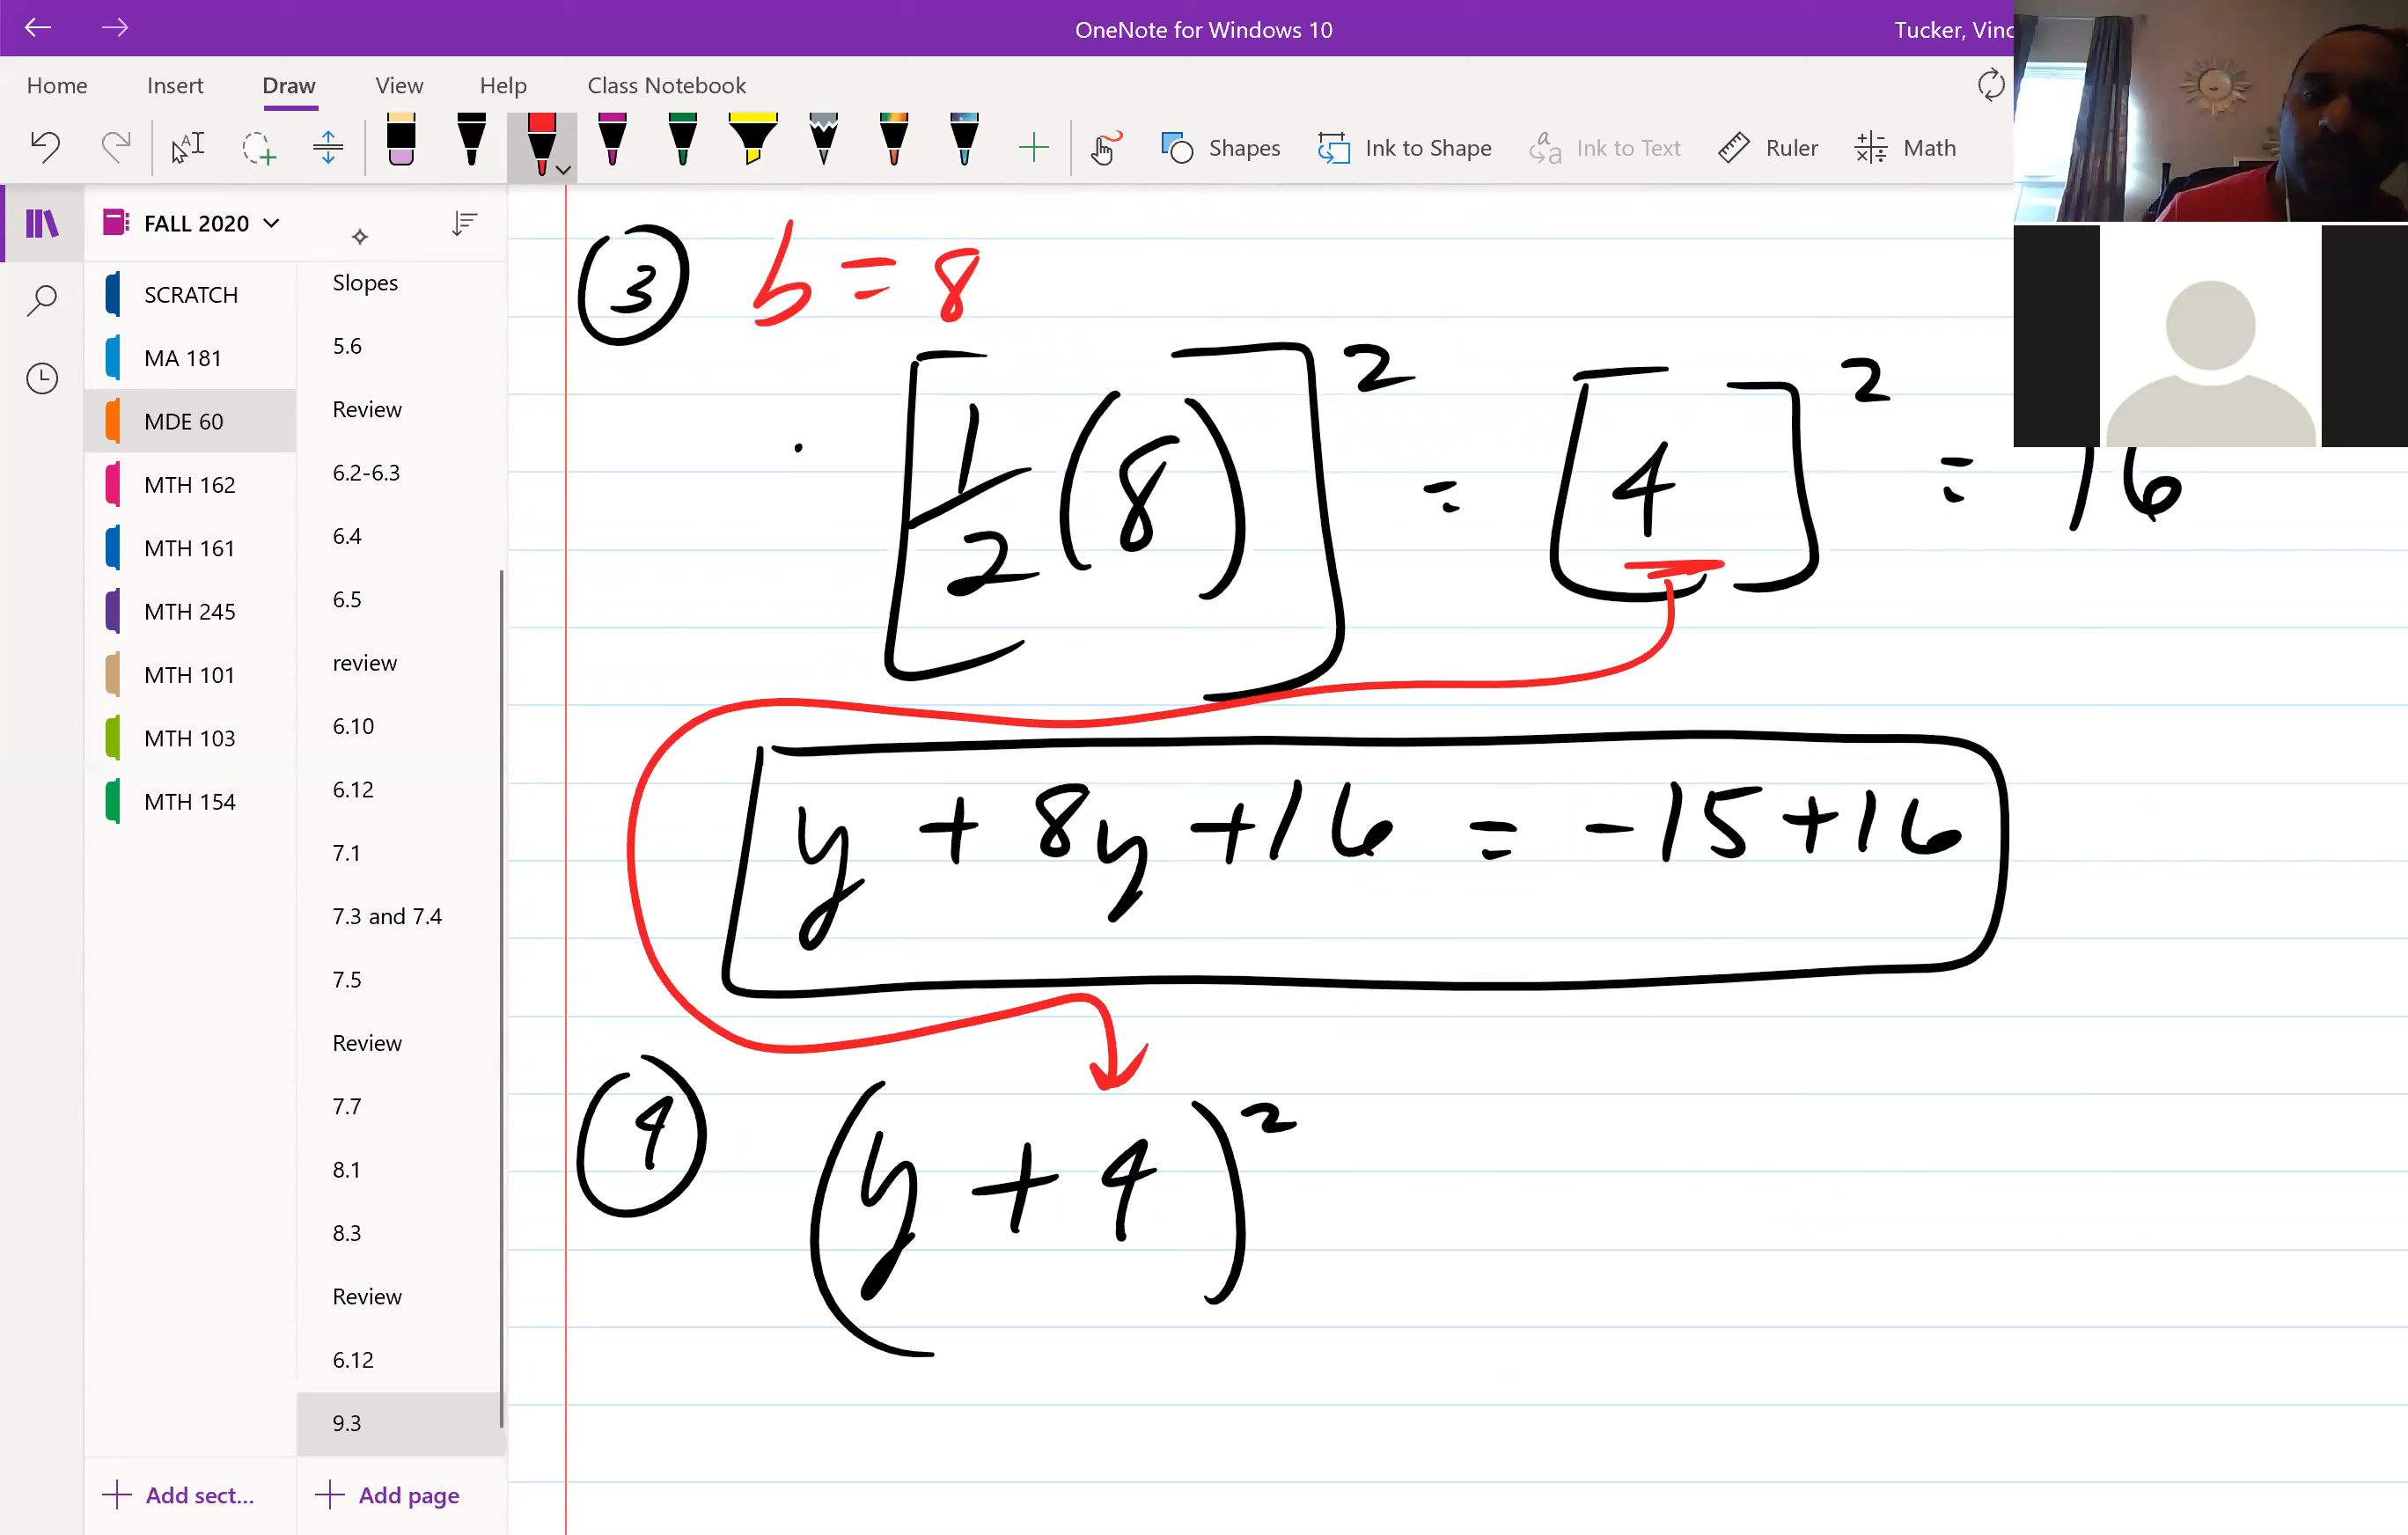 OneNote for Windows 10
Tucker, Vinc
Home Insert Draw View Help Class Notebook
Shapes Ink to Shape Ink to Text Ruler Math
FALL 2020
SCRATCH
MA 181
MDE 60
MTH 162
MTH 161
MTH 245
MTH 101
MTH 103
MTH 154
Add sect...
Slopes
5.6
Review
6.2-6.3
6.4
6.5
review
6.10
6.12
7.1
7.3 and 7.4
7.5
Review
7.7
8.1
8.3
Review
6.12
9.3
Add page
③ b = 8
[1/2 (8)]² = [4]² = 16
y + 8y + 16 = -15 + 16
④ (y + 4)²